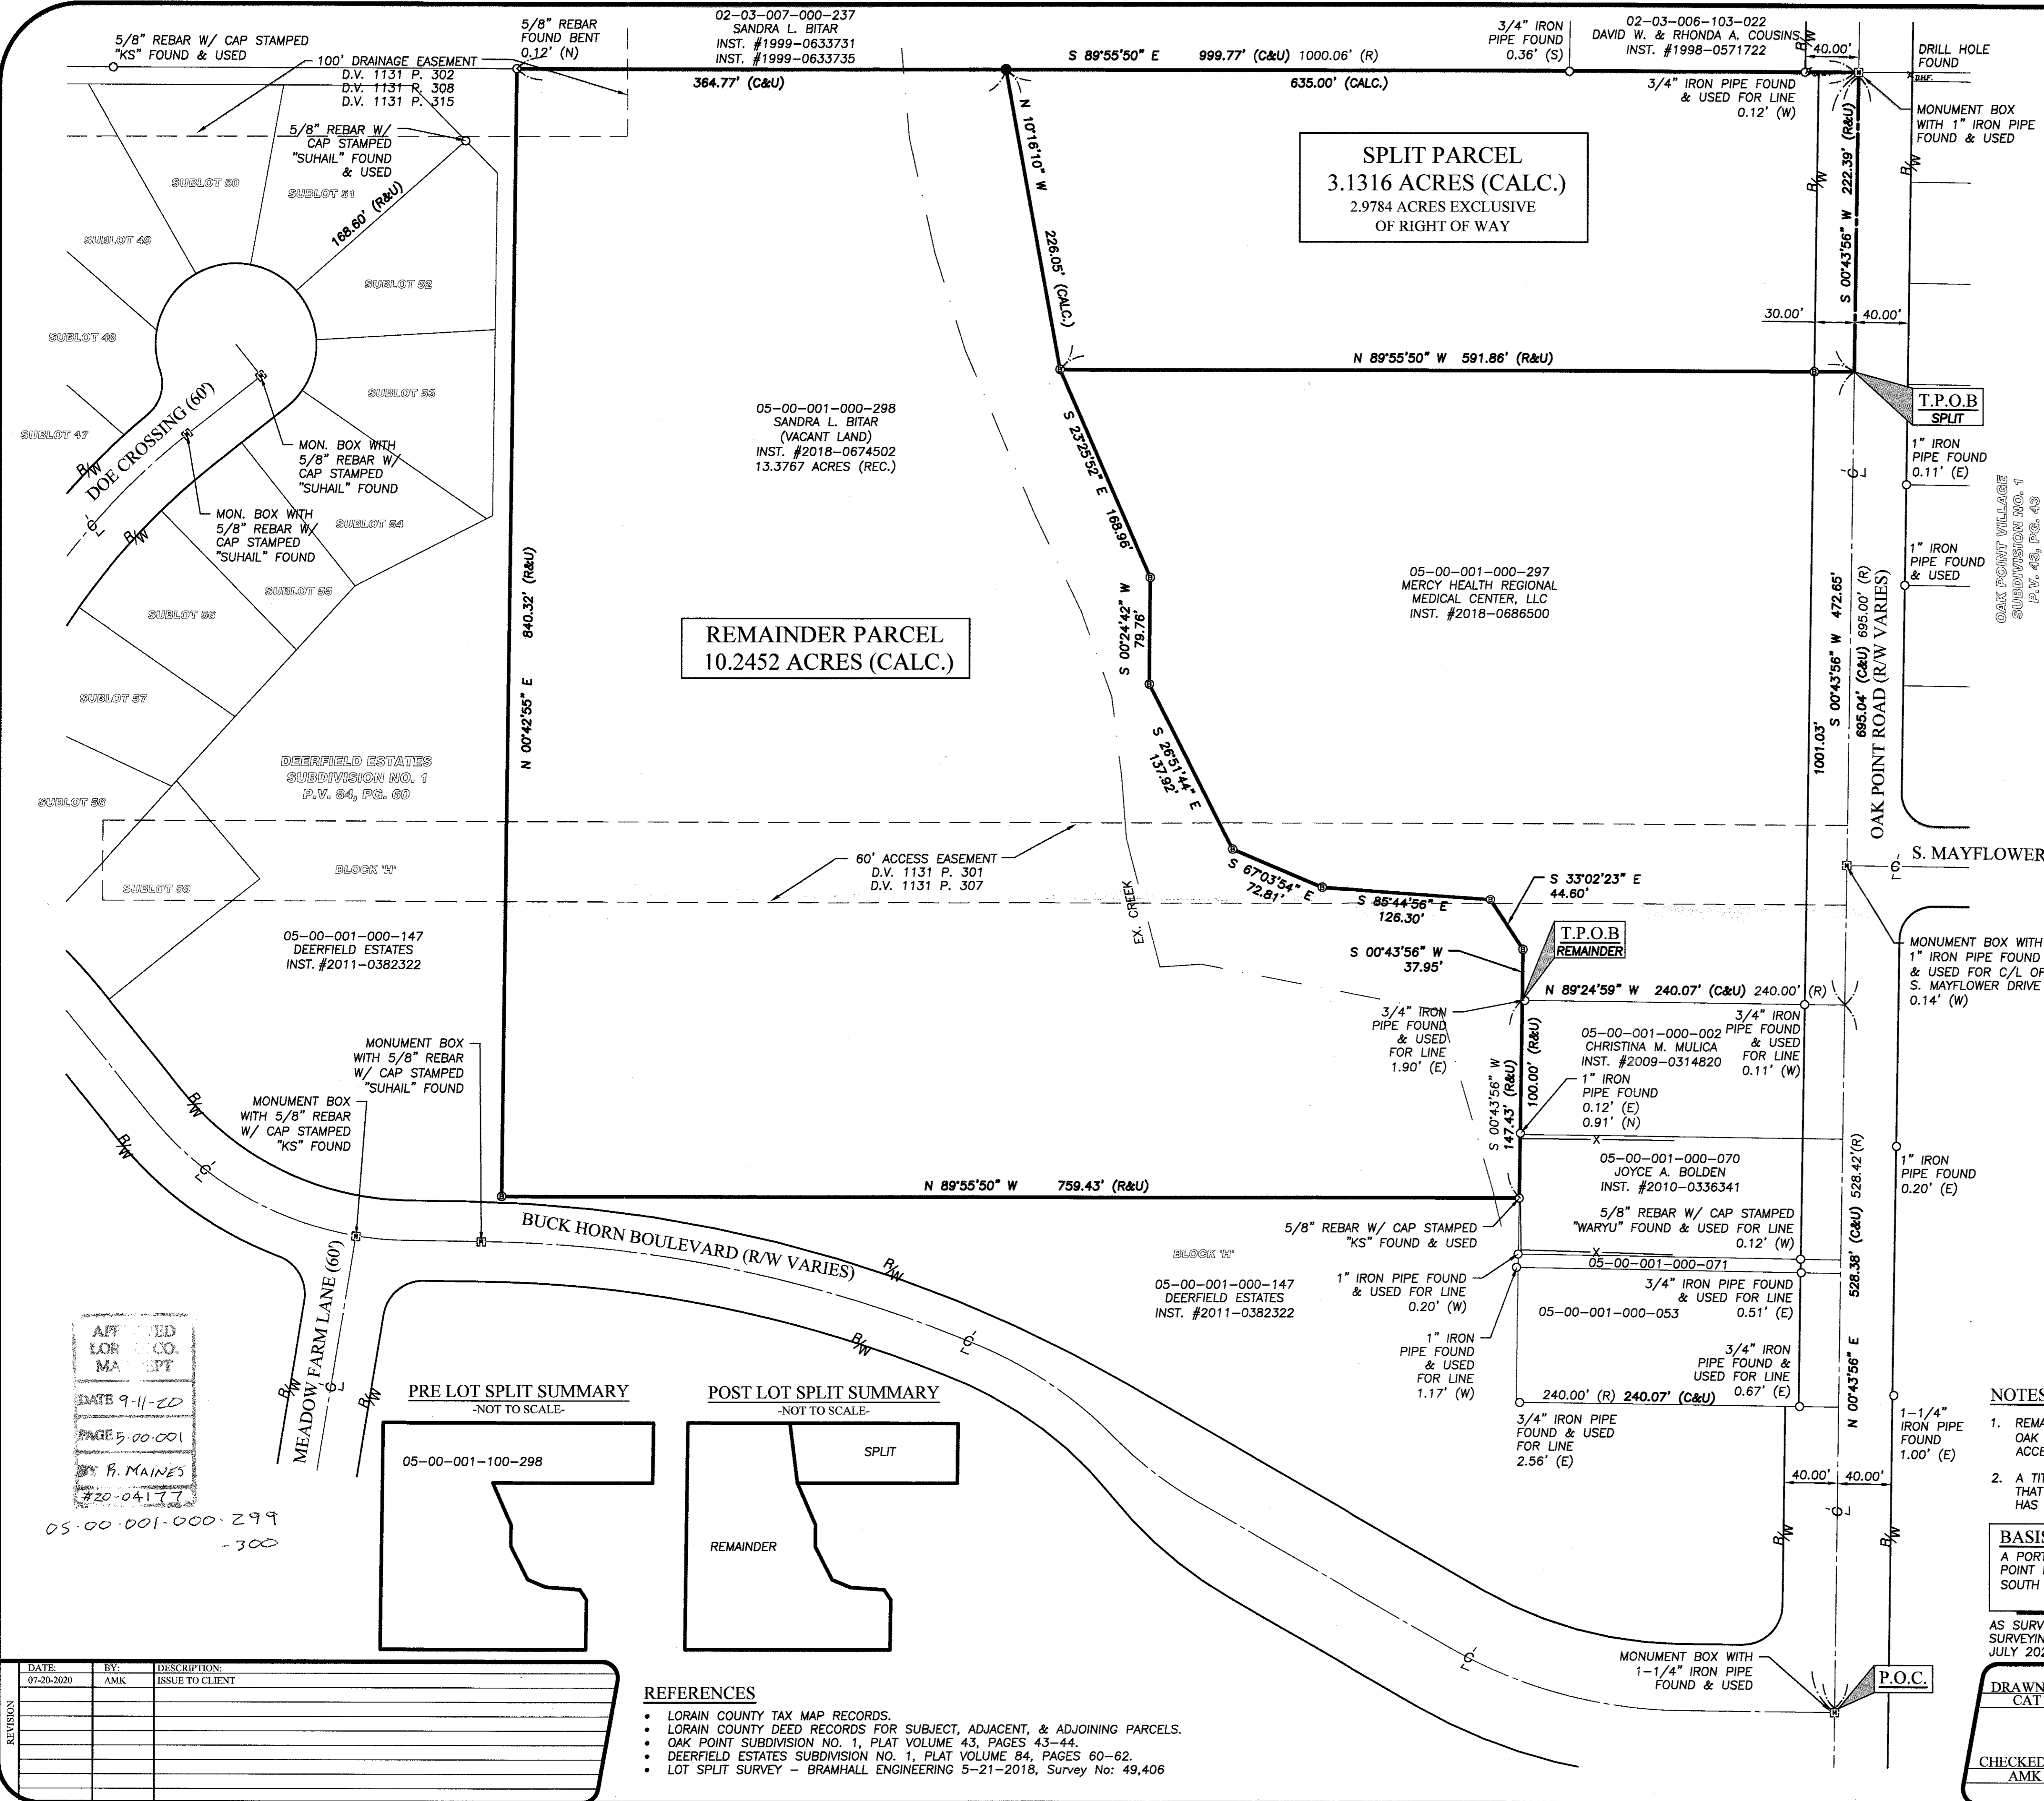 5/8" REBAR W/ CAP STAMPED
"KS" FOUND & USED
100' DRAINAGE EASEMENT
D.V. 1131 P. 302
D.V. 1131 P. 308
D.V. 1131 P. 315
5/8" REBAR
FOUND BENT
0.12' (N)
02-03-007-000-237
SANDRA L. BITAR
INST. #1999-0633731
INST. #1999-0633735
364.77' (C&U)
S 89°55'50" E 999.77' (C&U) 1000.06' (R)
635.00' (CALC.)
3/4" IRON
PIPE FOUND
0.36' (S)
02-03-006-103-022
DAVID W. & RHONDA A. COUSINS
INST. #1998-0571722
R/W
40.00'
DRILL HOLE
FOUND
D.H.F.
3/4" IRON PIPE FOUND
& USED FOR LINE
0.12' (W)
MONUMENT BOX
WITH 1" IRON PIPE
FOUND & USED
5/8" REBAR W/
CAP STAMPED
"SUHAIL" FOUND
& USED
168.60' (R&U)
SUBLOT 50
SUBLOT 51
SUBLOT 49
SUBLOT 52
SUBLOT 48
SUBLOT 53
SUBLOT 47
SUBLOT 54
SUBLOT 55
SUBLOT 56
SUBLOT 57
SUBLOT 58
SUBLOT 59
DOE CROSSING (60')
R/W
R/W
MON. BOX WITH
5/8" REBAR W/
CAP STAMPED
"SUHAIL" FOUND
MON. BOX WITH
5/8" REBAR W/
CAP STAMPED
"SUHAIL" FOUND
N 10°16'10" W
226.05' (CALC.)
SPLIT PARCEL
3.1316 ACRES (CALC.)
2.9784 ACRES EXCLUSIVE
OF RIGHT OF WAY
R/W
S 00°43'56" W 222.39' (R&U)
R/W
30.00'
40.00'
N 89°55'50" W 591.86' (R&U)
T.P.O.B
SPLIT
1" IRON
PIPE FOUND
0.11' (E)
1" IRON
PIPE FOUND
& USED
OAK POINT VILLAGE
SUBDIVISION NO. 1
P.V. 43, PG. 43
05-00-001-000-298
SANDRA L. BITAR
(VACANT LAND)
INST. #2018-0674502
13.3767 ACRES (REC.)
S 23°25'52" E 168.96'
05-00-001-000-297
MERCY HEALTH REGIONAL
MEDICAL CENTER, LLC
INST. #2018-0686500
N 00°42'55" E 840.32' (R&U)
REMAINDER PARCEL
10.2452 ACRES (CALC.)
S 00°24'42" W
79.76'
S 26°51'44" E
137.92'
1001.03'
S 00°43'56" W 472.65'
695.04' (C&U) 695.00' (R)
OAK POINT ROAD (R/W VARIES)
DEERFIELD ESTATES
SUBDIVISION NO. 1
P.V. 84, PG. 60
BLOCK 'H'
60' ACCESS EASEMENT
D.V. 1131 P. 301
D.V. 1131 P. 307
EX. CREEK
S 67°03'54" E
72.81'
S 85°44'56" E
126.30'
S 33°02'23" E
44.60'
S. MAYFLOWER
T.P.O.B
REMAINDER
S 00°43'56" W
37.95'
MONUMENT BOX WITH
1" IRON PIPE FOUND
& USED FOR C/L OF
S. MAYFLOWER DRIVE
0.14' (W)
05-00-001-000-147
DEERFIELD ESTATES
INST. #2011-0382322
N 89°24'59" W 240.07' (C&U) 240.00' (R)
3/4" IRON
PIPE FOUND
& USED
FOR LINE
1.90' (E)
05-00-001-000-002
CHRISTINA M. MULICA
INST. #2009-0314820
3/4" IRON
PIPE FOUND
& USED
FOR LINE
0.11' (W)
100.00' (R&U)
S 00°43'56" W
147.43' (R&U)
1" IRON
PIPE FOUND
0.12' (E)
0.91' (N)
X
05-00-001-000-070
JOYCE A. BOLDEN
INST. #2010-0336341
1" IRON
PIPE FOUND
0.20' (E)
MONUMENT BOX
WITH 5/8" REBAR
W/ CAP STAMPED
"SUHAIL" FOUND
MONUMENT BOX
WITH 5/8" REBAR
W/ CAP STAMPED
"KS" FOUND
R/W
R/W
N 89°55'50" W 759.43' (R&U)
BUCK HORN BOULEVARD (R/W VARIES)
R/W
R/W
5/8" REBAR W/ CAP STAMPED
"KS" FOUND & USED
5/8" REBAR W/ CAP STAMPED
"WARYU" FOUND & USED FOR LINE
0.12' (W)
X
05-00-001-000-071
BLOCK 'H'
05-00-001-000-147
DEERFIELD ESTATES
INST. #2011-0382322
1" IRON PIPE FOUND
& USED FOR LINE
0.20' (W)
3/4" IRON PIPE FOUND
& USED FOR LINE
0.51' (E)
05-00-001-000-053
1" IRON
PIPE FOUND
& USED
FOR LINE
1.17' (W)
3/4" IRON
PIPE FOUND &
USED FOR LINE
0.67' (E)
240.00' (R) 240.07' (C&U)
3/4" IRON PIPE
FOUND & USED
FOR LINE
2.56' (E)
N 00°43'56" E 528.38' (C&U) 528.42'(R)
1-1/4"
IRON PIPE
FOUND
1.00' (E)
40.00'
40.00'
R/W
R/W
MEADOW FARM LANE (60')
R/W
R/W
LOR CO.
DATE 9-11-20
PAGE 5-00-001
BY R. MAINES
#20-04177
05-00-001-000-299
-300
PRE LOT SPLIT SUMMARY
-NOT TO SCALE-
05-00-001-100-298
POST LOT SPLIT SUMMARY
-NOT TO SCALE-
SPLIT
REMAINDER
NOTES
1. REMA
OAK
ACCE
2. A TIT
THAT
HAS
BASIS
A PORT
POINT
SOUTH
AS SURV
SURVEYIN
JULY 202
MONUMENT BOX WITH
1-1/4" IRON PIPE
FOUND & USED
P.O.C.
DRAWN
CAT
CHECKED
AMK
REVISION
DATE: BY: DESCRIPTION:
07-20-2020 AMK ISSUE TO CLIENT
REFERENCES
• LORAIN COUNTY TAX MAP RECORDS.
• LORAIN COUNTY DEED RECORDS FOR SUBJECT, ADJACENT, & ADJOINING PARCELS.
• OAK POINT SUBDIVISION NO. 1, PLAT VOLUME 43, PAGES 43-44.
• DEERFIELD ESTATES SUBDIVISION NO. 1, PLAT VOLUME 84, PAGES 60-62.
• LOT SPLIT SURVEY - BRAMHALL ENGINEERING 5-21-2018, Survey No: 49,406